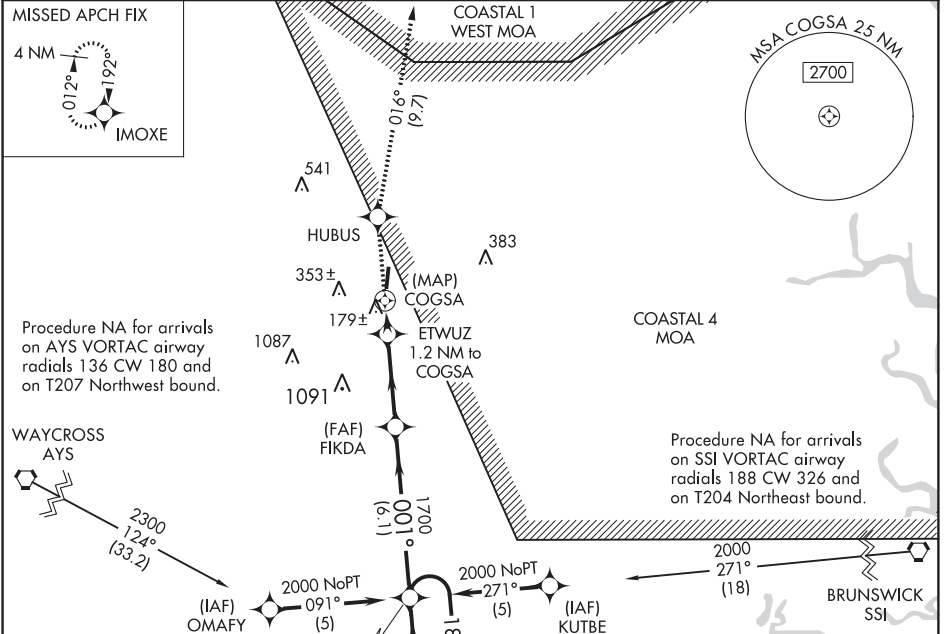 MISSED APCH FIX
4 NM
012°
192°
IMOXE
COASTAL 1
WEST MOA
016°
(9.7)
MSA COGSA 25 NM
2700
541
HUBUS
383
353±
(MAP)
COGSA
179±
ETWUZ
1.2 NM to
COGSA
COASTAL 4
MOA
Procedure NA for arrivals
on AYS VORTAC airway
radials 136 CW 180 and
on T207 Northwest bound.
1087
1091
(FAF)
FIKDA
WAYCROSS
AYS
Procedure NA for arrivals
on SSI VORTAC airway
radials 188 CW 326 and
on T204 Northeast bound.
2300
124°
(33.2)
1700
001°
(6.1)
2000
271°
(18)
BRUNSWICK
SSI
(IAF)
OMAFY
2000 NoPT
091°
(5)
2000 NoPT
271°
(5)
(IAF)
KUTBE
18